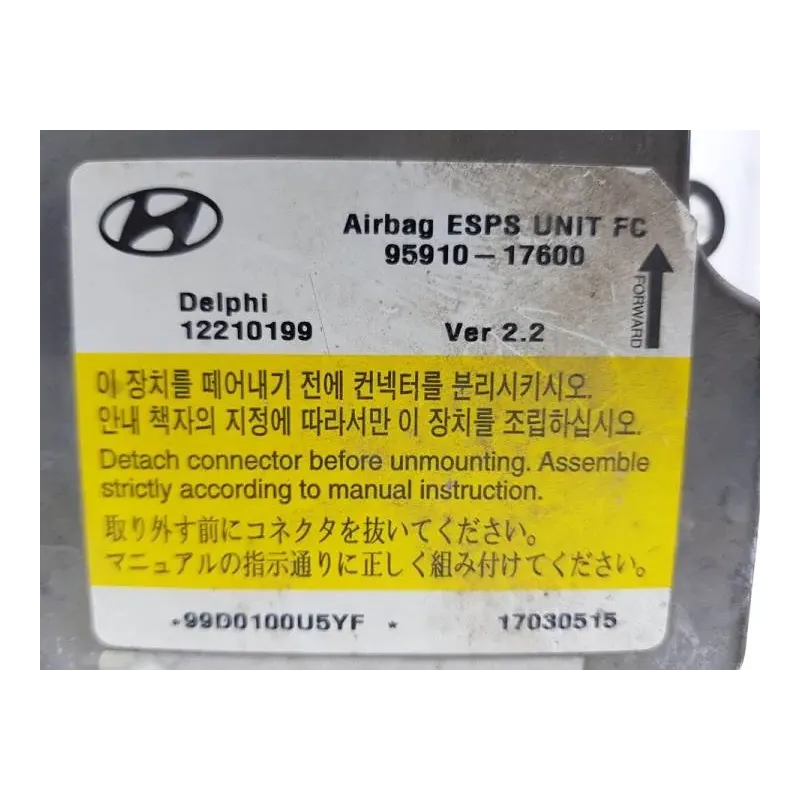 Airbag ESPS UNIT FC
95910-17600
FORWARD
Delphi
12210199
Ver 2.2
이 장치를 떼어내기 전에 컨넥터를 분리시키시오.
안내 책자의 지정에 따라서만 이 장치를 조립하십시오.
Detach connector before unmounting. Assemble
strictly according to manual instruction.
取り外す前にコネクタを抜いてください。
マニュアルの指示通りに正しく組み付けてください。
*99D0100U5YF * 17030515